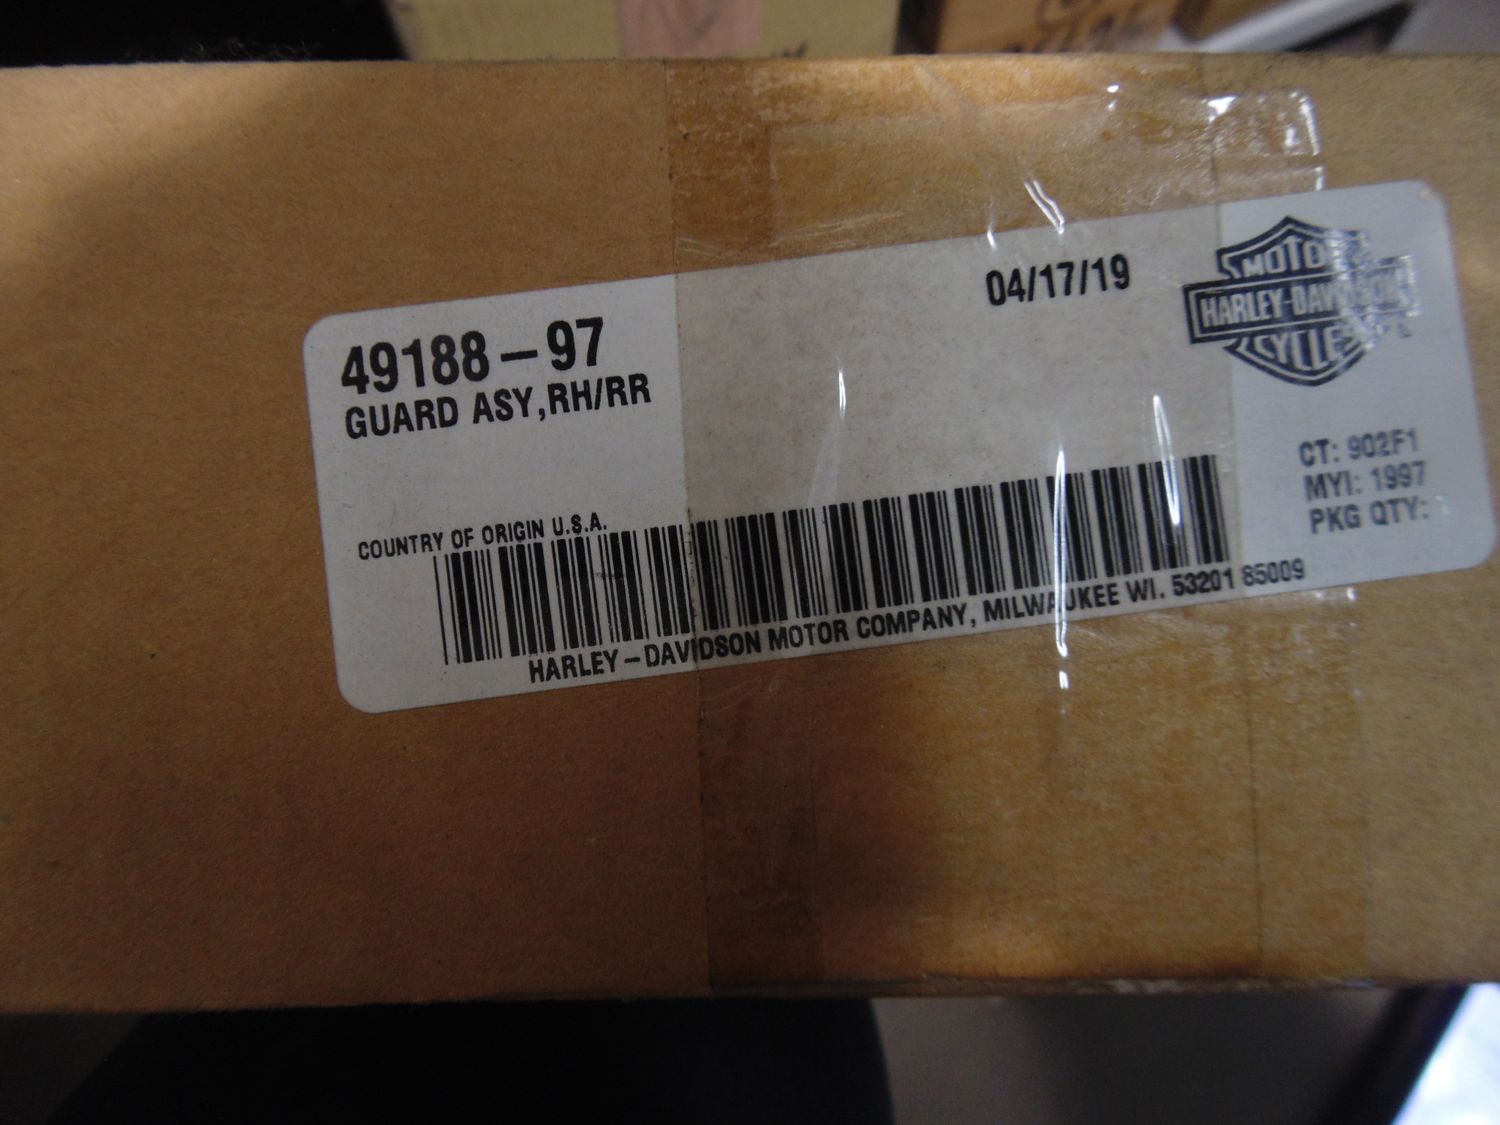 49188-97
GUARD ASY,RH/RR
04/17/19
MOTOR
HARLEY-DAVIDSON
CYCLES
CT: 902F1
MYI: 1997
PKG QTY:
COUNTRY OF ORIGIN U.S.A.
HARLEY-DAVIDSON MOTOR COMPANY, MILWAUKEE WI. 53201 85009